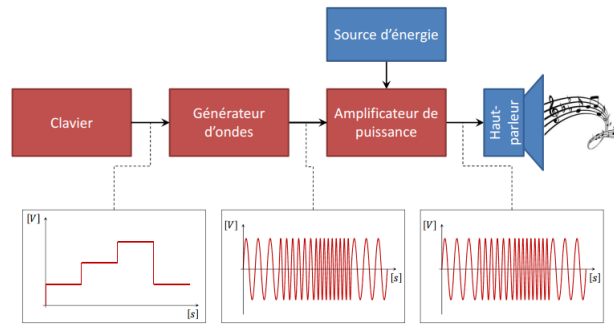 Source d'énergie
Clavier
Générateur
d'ondes
Amplificateur de
puissance
Haut-
parleur
[V]
[s]
[V]
[s]
[V]
[s]